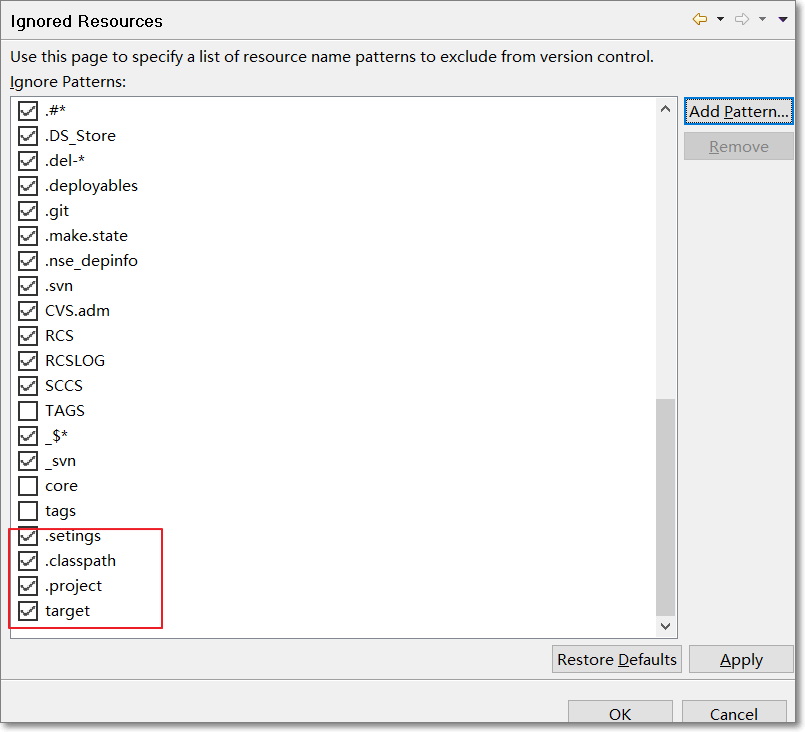 Ignored Resources
Use this page to specify a list of resource name patterns to exclude from version control.
Ignore Patterns:
.#*
.DS_Store
.del-*
.deployables
.git
.make.state
.nse_depinfo
.svn
CVS.adm
RCS
RCSLOG
SCCS
TAGS
_$*
_svn
core
tags
.setings
.classpath
.project
target
Add Pattern...
Remove
Restore Defaults
Apply
OK
Cancel